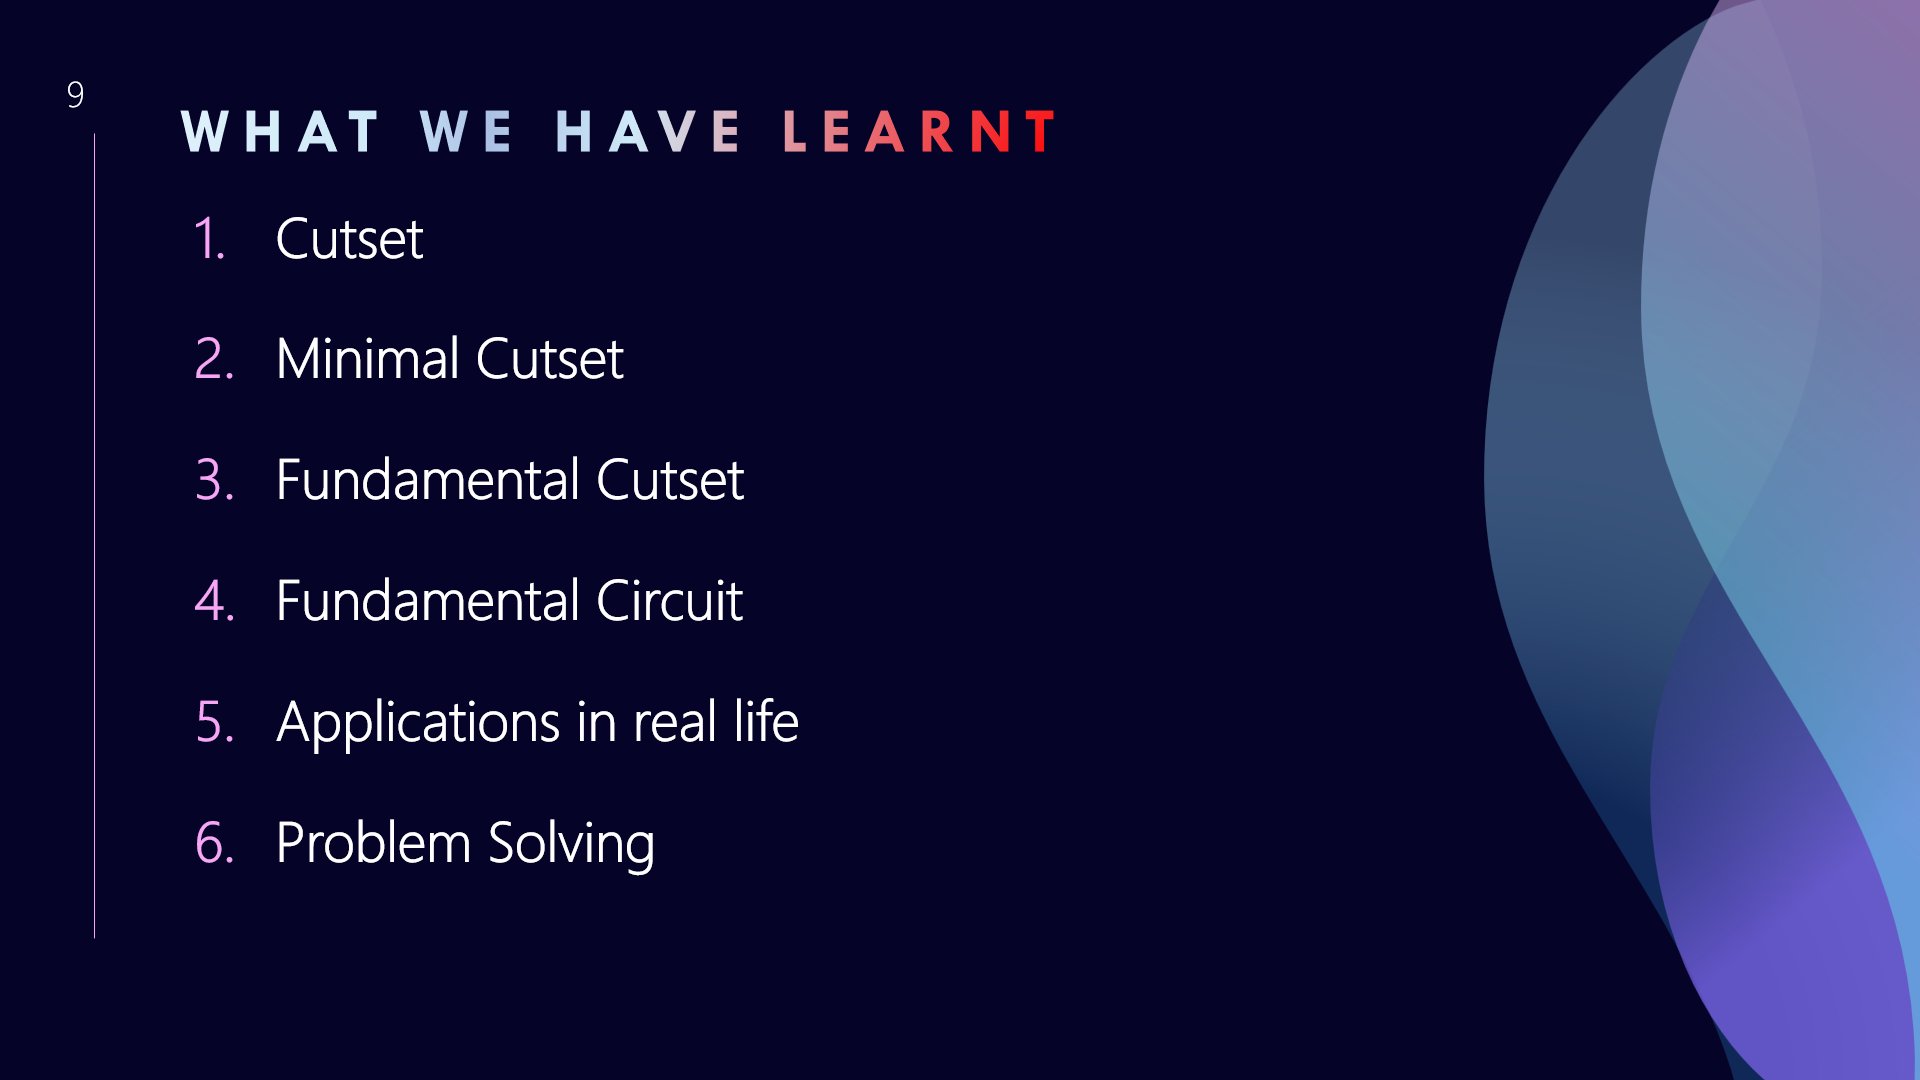 9
WHAT WE HAVE LEARNT
1. Cutset
2. Minimal Cutset
3. Fundamental Cutset
4. Fundamental Circuit
5. Applications in real life
6. Problem Solving